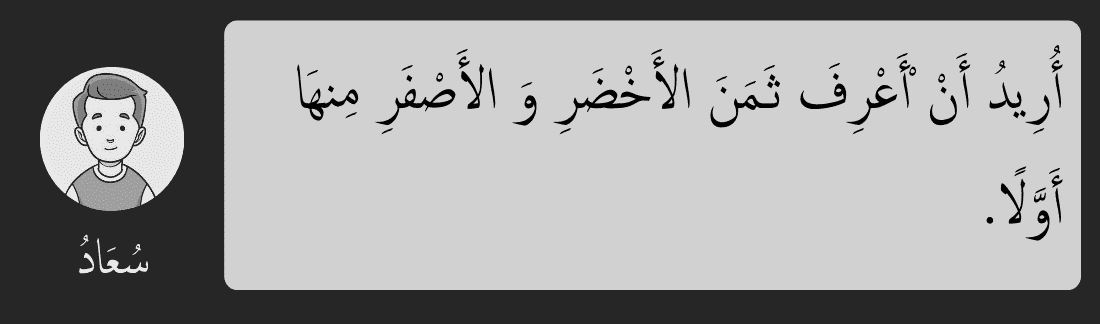 أُرِيدُ أَنْ أَعْرِفَ ثَمَنَ الأَخْضَرِ وَ الأَصْفَرِ مِنهَا
أَوَّلًا.
سُعَادُ